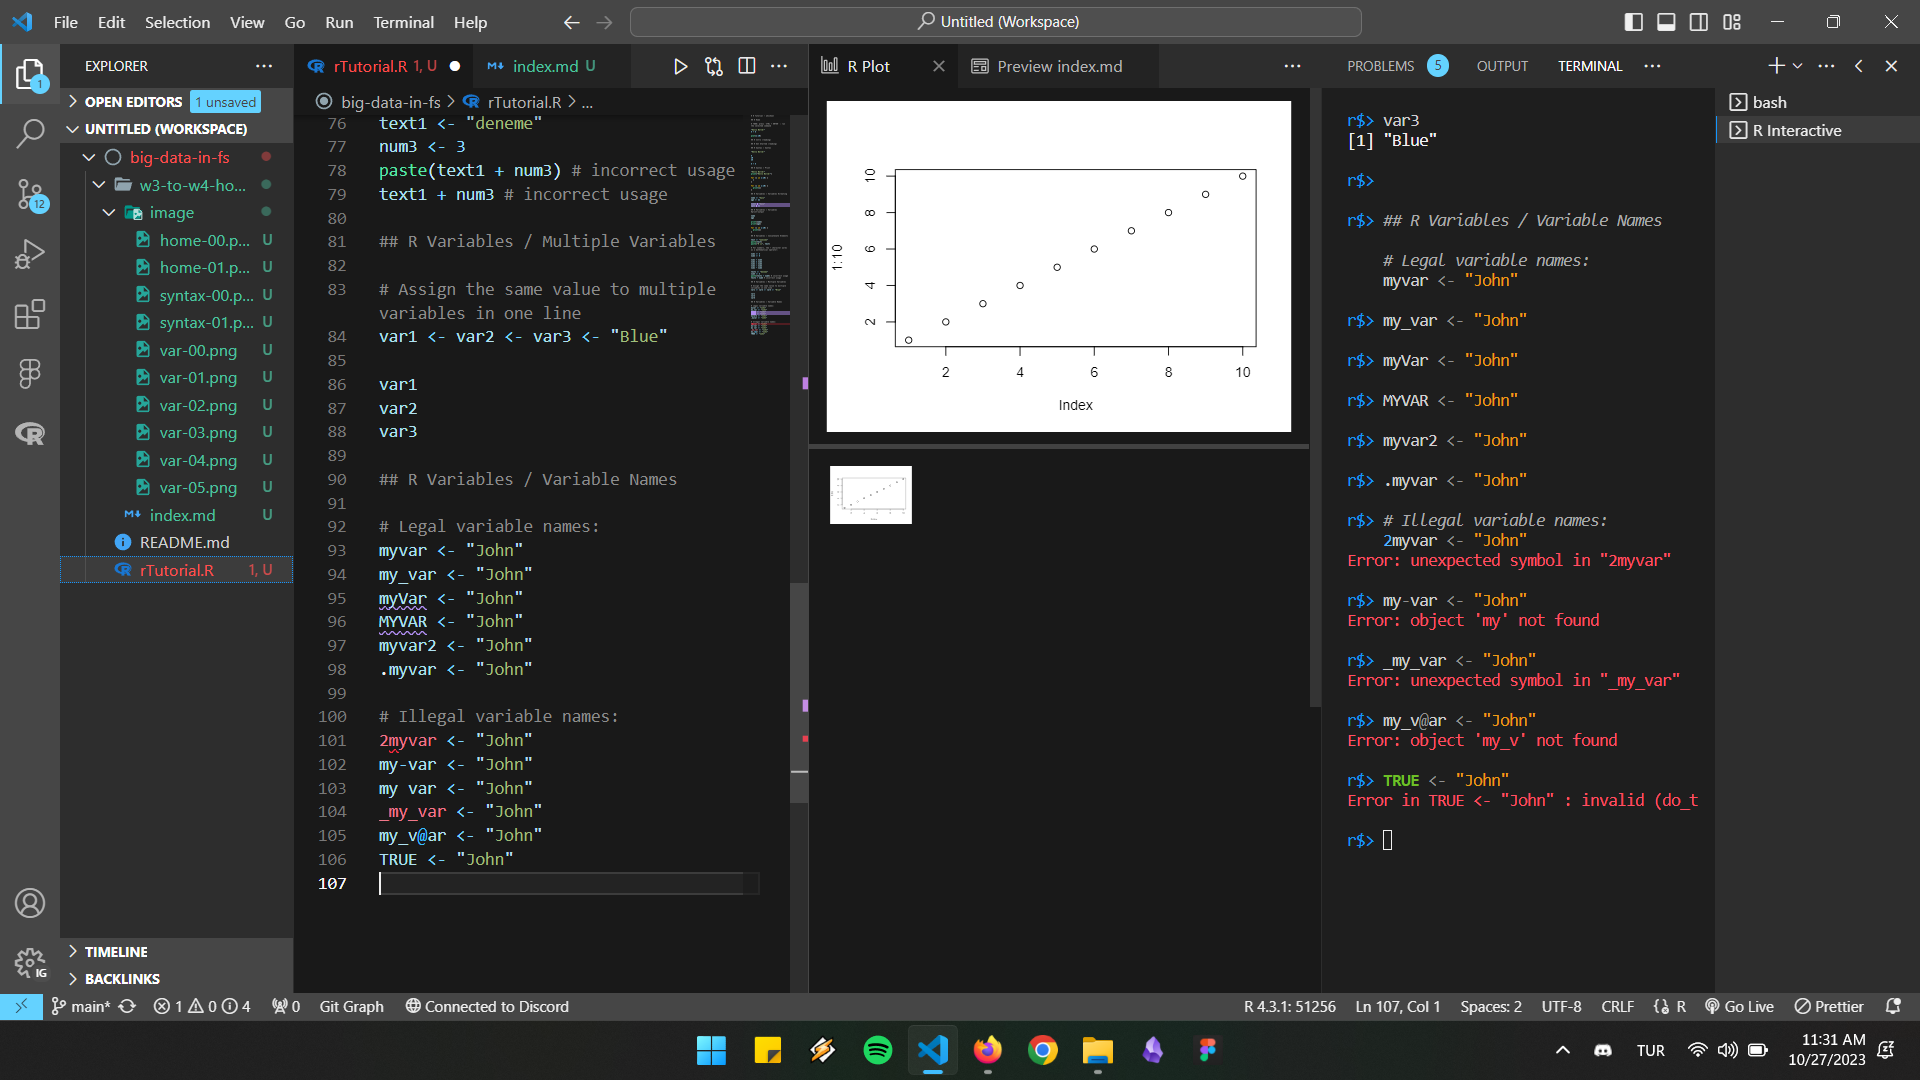 File Edit Selection View Go Run Terminal Help
Untitled (Workspace)
EXPLORER
OPEN EDITORS 1 unsaved
UNTITLED (WORKSPACE)
big-data-in-fs
w3-to-w4-ho...
image
home-00.p... U
home-01.p... U
syntax-00.p... U
syntax-01.p... U
var-00.png U
var-01.png U
var-02.png U
var-03.png U
var-04.png U
var-05.png U
index.md U
README.md
rTutorial.R 1, U
TIMELINE
BACKLINKS
1
12
IG
rTutorial.R 1, U
index.md U
big-data-in-fs > rTutorial.R > ...
76 text1 <- "deneme"
77 num3 <- 3
78 paste(text1 + num3) # incorrect usage
79 text1 + num3 # incorrect usage
80
81 ## R Variables / Multiple Variables
82
83 # Assign the same value to multiple
variables in one line
84 var1 <- var2 <- var3 <- "Blue"
85
86 var1
87 var2
88 var3
89
90 ## R Variables / Variable Names
91
92 # Legal variable names:
93 myvar <- "John"
94 my_var <- "John"
95 myVar <- "John"
96 MYVAR <- "John"
97 myvar2 <- "John"
98 .myvar <- "John"
99
100 # Illegal variable names:
101 2myvar <- "John"
102 my-var <- "John"
103 my var <- "John"
104 _my_var <- "John"
105 my_v@ar <- "John"
106 TRUE <- "John"
107
R Plot
Preview index.md
1:10
2 4 6 8 10
2 4 6 8 10
Index
PROBLEMS 5 OUTPUT TERMINAL
bash
R Interactive
r$> var3
[1] "Blue"
r$>
r$> ## R Variables / Variable Names
# Legal variable names:
myvar <- "John"
r$> my_var <- "John"
r$> myVar <- "John"
r$> MYVAR <- "John"
r$> myvar2 <- "John"
r$> .myvar <- "John"
r$> # Illegal variable names:
2myvar <- "John"
Error: unexpected symbol in "2myvar"
r$> my-var <- "John"
Error: object 'my' not found
r$> _my_var <- "John"
Error: unexpected symbol in "_my_var"
r$> my_v@ar <- "John"
Error: object 'my_v' not found
r$> TRUE <- "John"
Error in TRUE <- "John" : invalid (do_t
r$>
main* 1 0 4 0 Git Graph Connected to Discord
R 4.3.1: 51256 Ln 107, Col 1 Spaces: 2 UTF-8 CRLF {} R Go Live Prettier
TUR
11:31 AM
10/27/2023